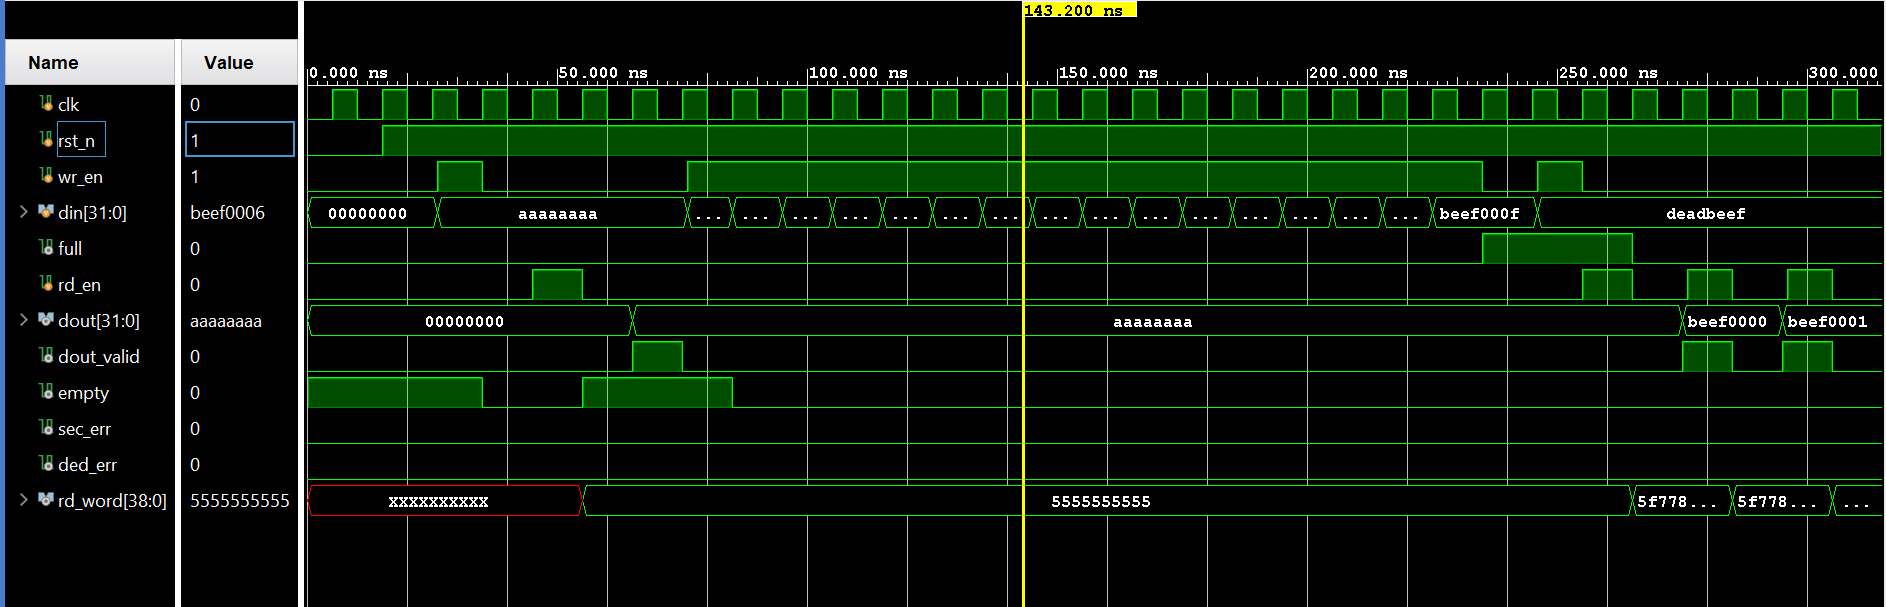 143.200 ns
Name Value
0.000 ns 50.000 ns 100.000 ns 150.000 ns 200.000 ns 250.000 ns 300.000
clk 0
rst_n 1
wr_en 1
din[31:0] beef0006 00000000 aaaaaaaa ... ... ... ... ... ... ... ... ... ... ... ... ... ... ... beef000f deadbeef
full 0
rd_en 0
dout[31:0] aaaaaaaa 00000000 aaaaaaaa beef0000 beef0001
dout_valid 0
empty 0
sec_err 0
ded_err 0
rd_word[38:0] 5555555555 XXXXXXXXXX 5555555555 5f778... 5f778... ...